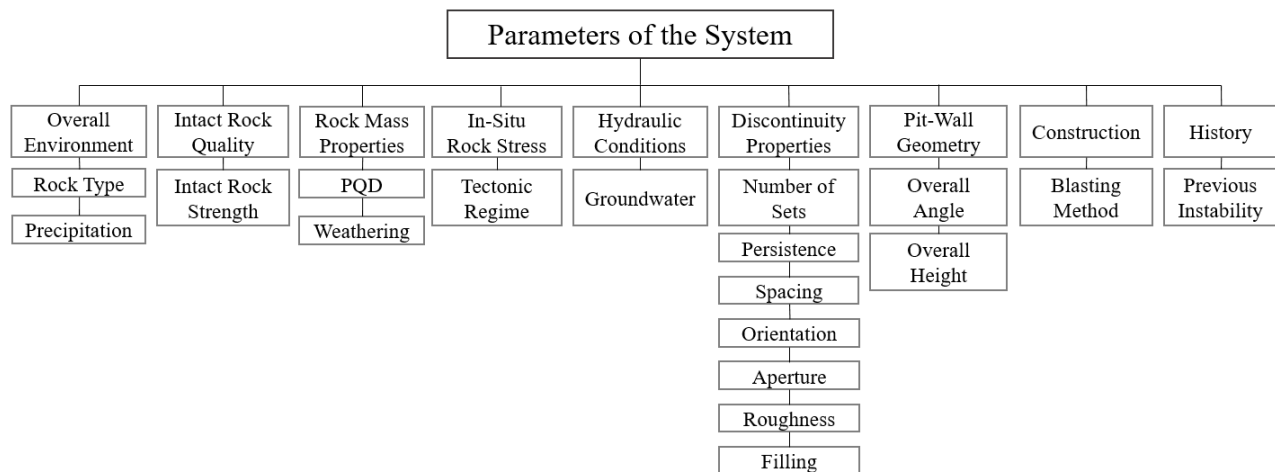 Parameters of the System
Overall
Environment
Intact Rock
Quality
Rock Mass
Properties
In-Situ
Rock Stress
Hydraulic
Conditions
Discontinuity
Properties
Pit-Wall
Geometry
Construction
History
Rock Type
Precipitation
Intact Rock
Strength
PQD
Weathering
Tectonic
Regime
Groundwater
Number of
Sets
Persistence
Spacing
Orientation
Aperture
Roughness
Filling
Overall
Angle
Overall
Height
Blasting
Method
Previous
Instability